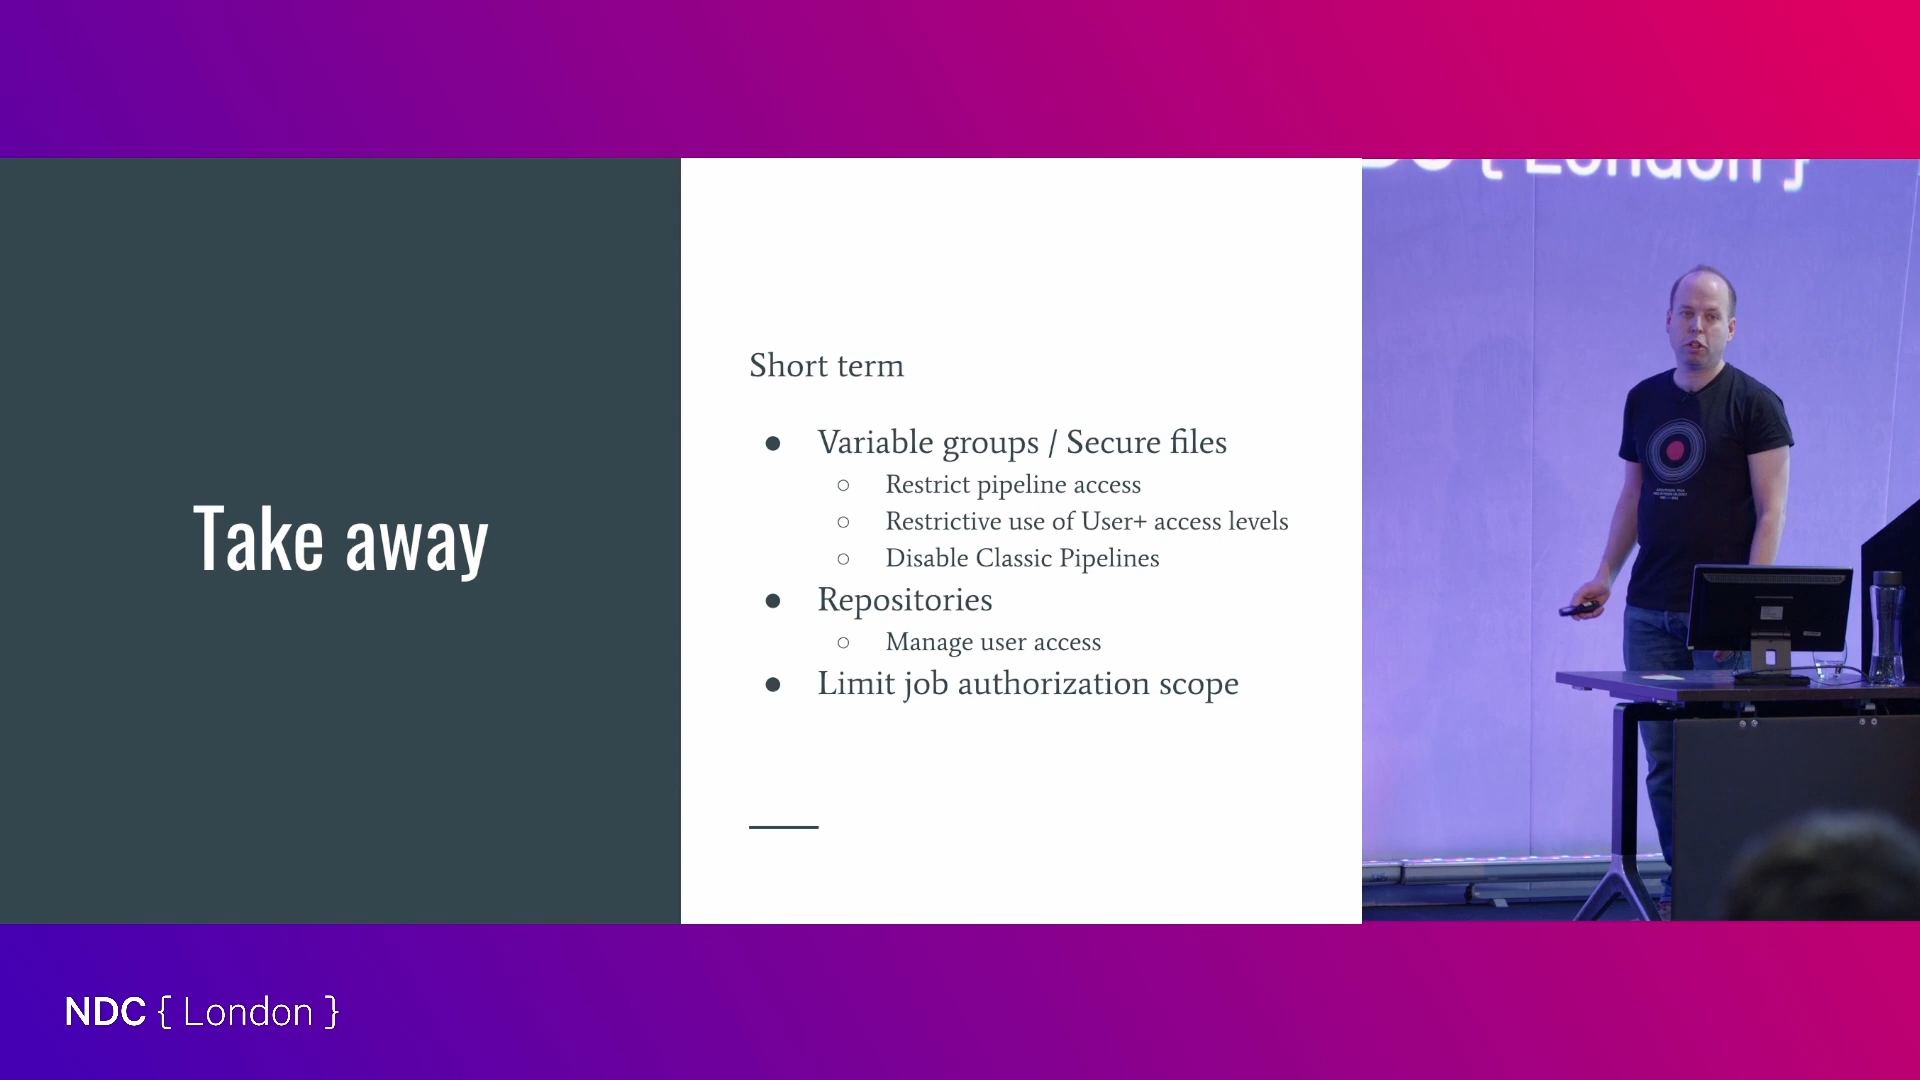 { London }
Take away
Short term
● Variable groups / Secure files
○ Restrict pipeline access
○ Restrictive use of User+ access levels
○ Disable Classic Pipelines
● Repositories
○ Manage user access
● Limit job authorization scope
NDC { London }